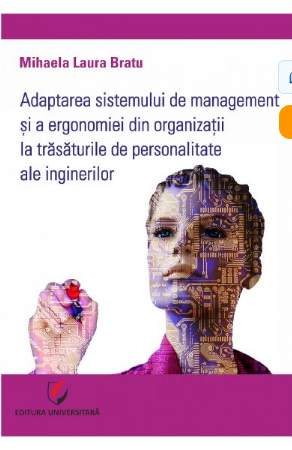 Mihaela Laura Bratu
Adaptarea sistemului de management
și a ergonomiei din organizații
la trăsăturile de personalitate
ale inginerilor
EDITURA UNIVERSITARĂ